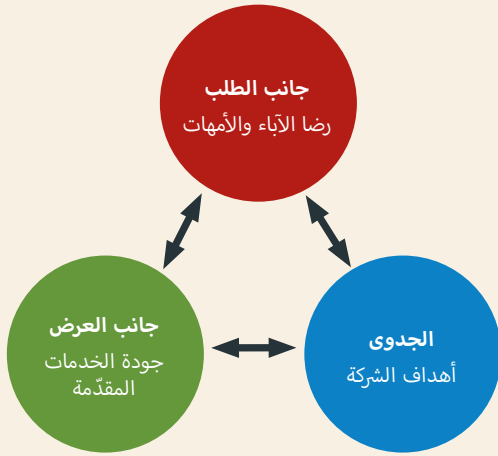 جانب الطلب
رضا الآباء والأمهات
الجدوى
أهداف الشركة
جانب العرض
جودة الخدمات
المقدّمة